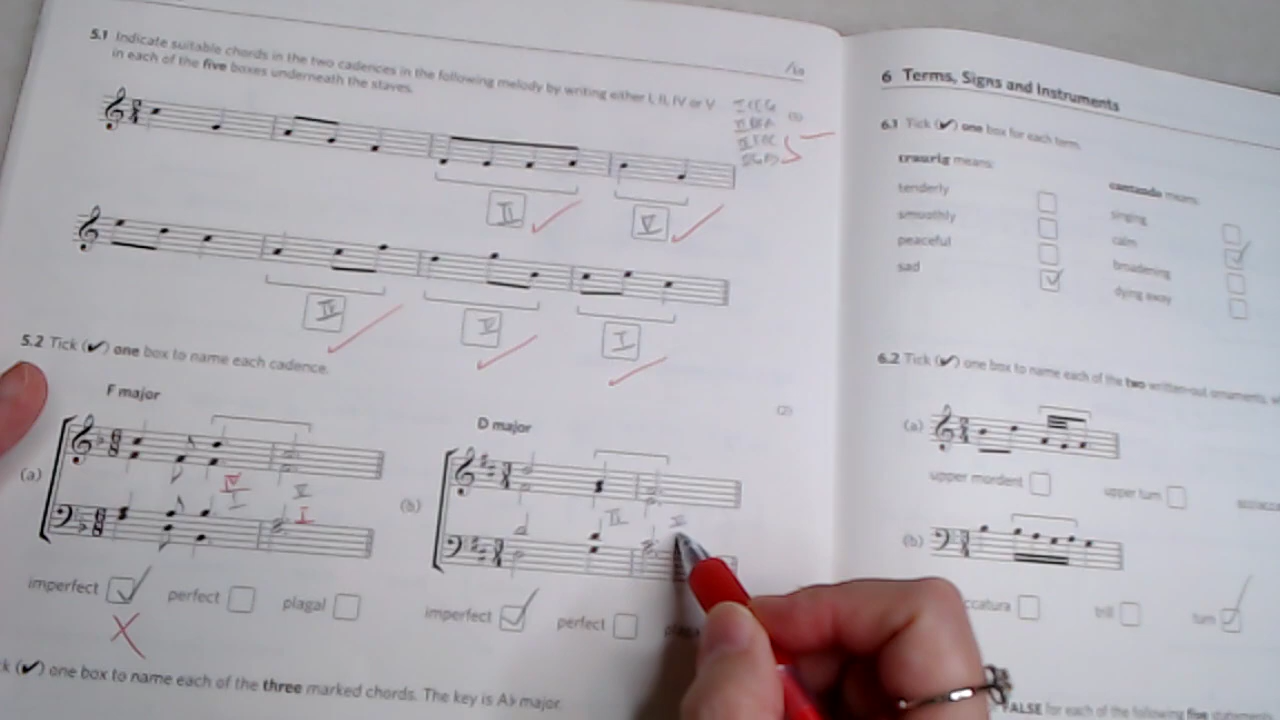 5.1 Indicate suitable chords in the two cadences in the following melody by writing either I, II, IV or V
in each of the five boxes underneath the staves.
/10
I CEG
II
V
IV
V
I
5.2 Tick (✔) one box to name each cadence.
(2)
F major
D major
(a)
IV
I
V
I
(b)
imperfect
perfect
plagal
imperfect
perfect
(✔) one box to name each of the three marked chords. The key is A♭ major.
6 Terms, Signs and Instruments
6.1 Tick (✔) one box for each term.
traurig means:
tenderly
smoothly
peaceful
sad
cantando means:
singing
calm
broadening
dying away
6.2 Tick (✔) one box to name each of the two written-out ornaments,
(a)
upper mordent
upper turn
(b)
ccatura
trill
turn
FALSE for each of the following five statements